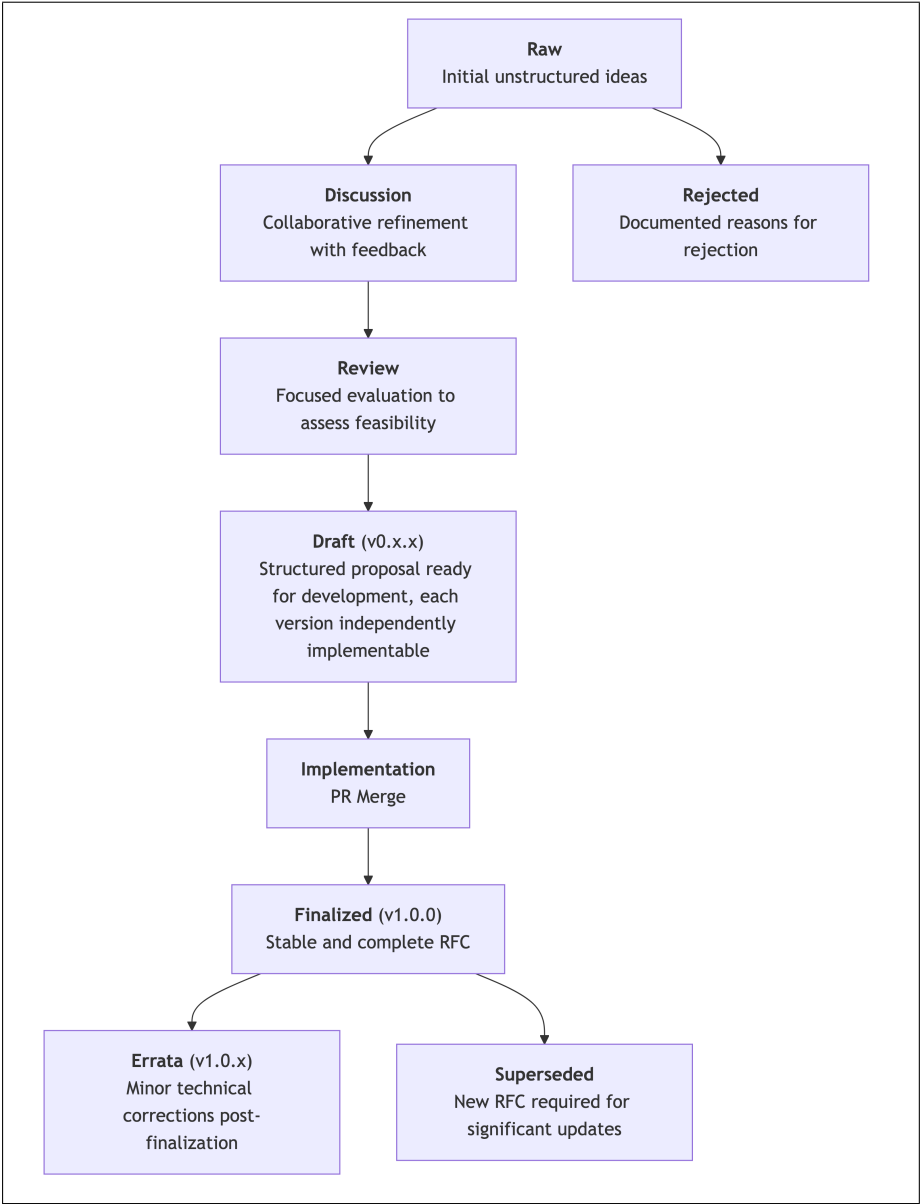 Raw
Initial unstructured ideas
Discussion
Collaborative refinement
with feedback
Rejected
Documented reasons for
rejection
Review
Focused evaluation to
assess feasibility
Draft (v0.x.x)
Structured proposal ready
for development, each
version independently
implementable
Implementation
PR Merge
Finalized (v1.0.0)
Stable and complete RFC
Errata (v1.0.x)
Minor technical
corrections post-
finalization
Superseded
New RFC required for
significant updates